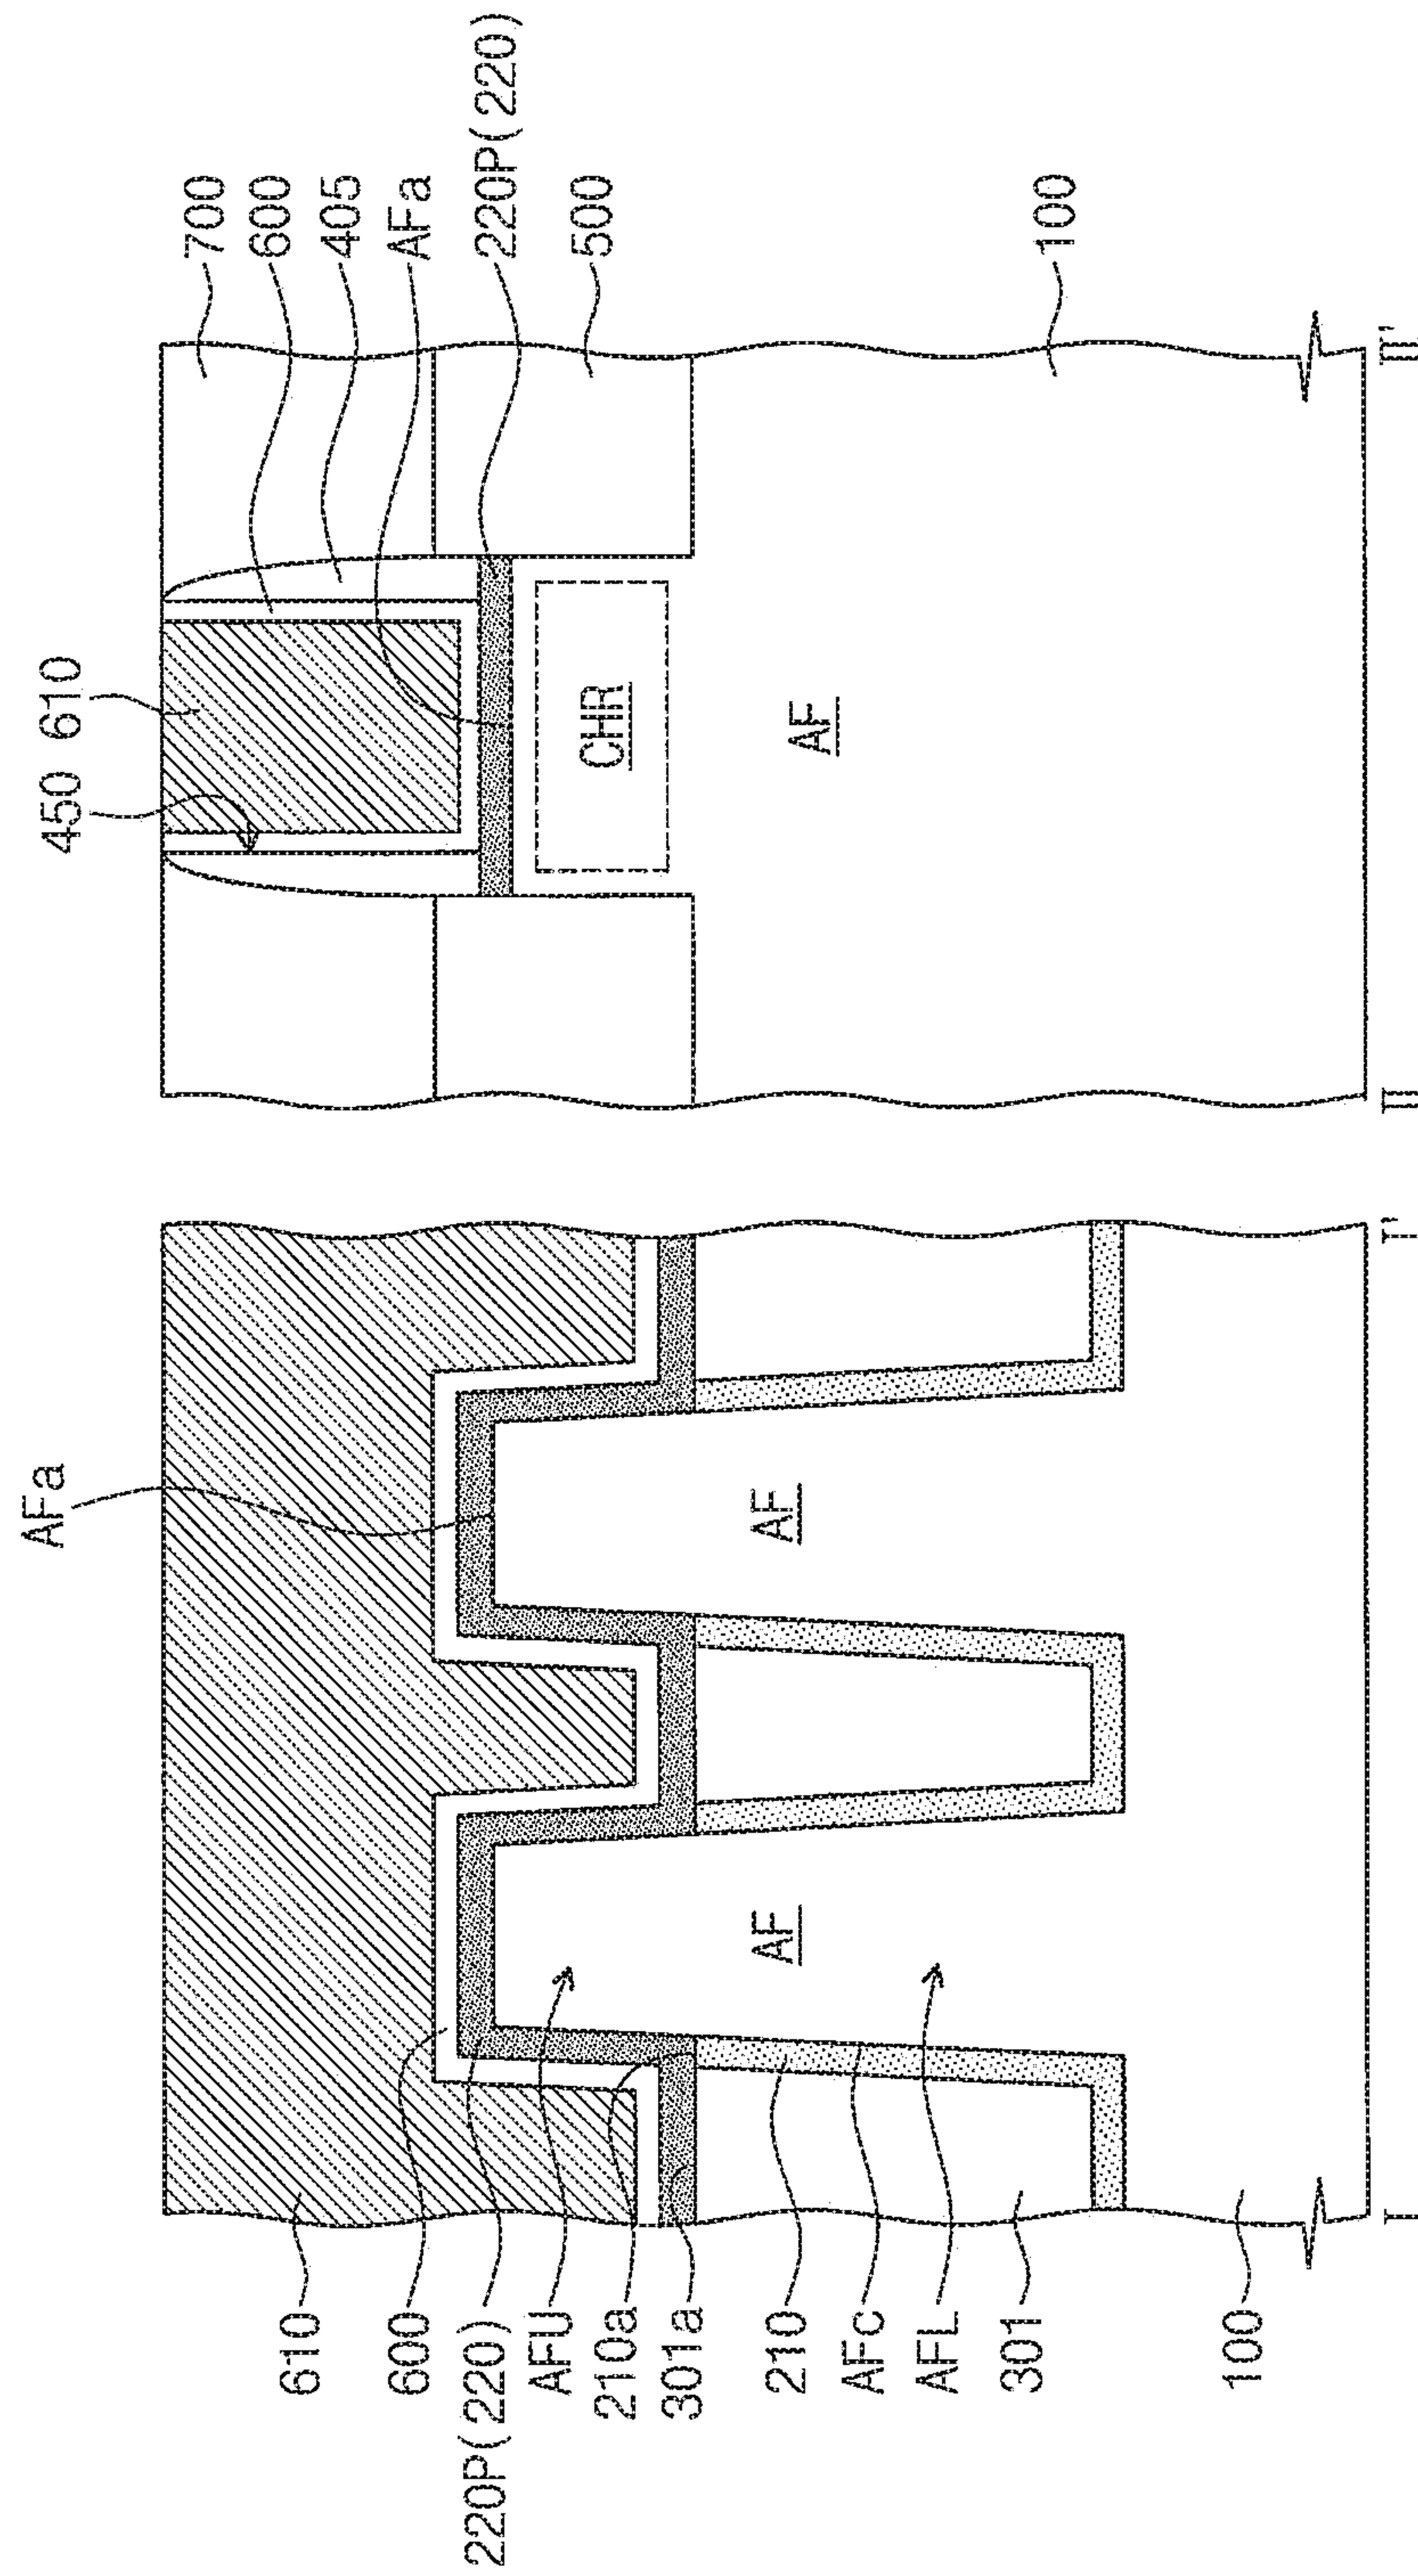 610
600
220P(220)
AFU
210a
301a
210
AFc
AFL
301
100
AFa
AF
AF
I
I'
450
610
700
600
405
AFa
220P(220)
500
100
CHR
AF
II
II'